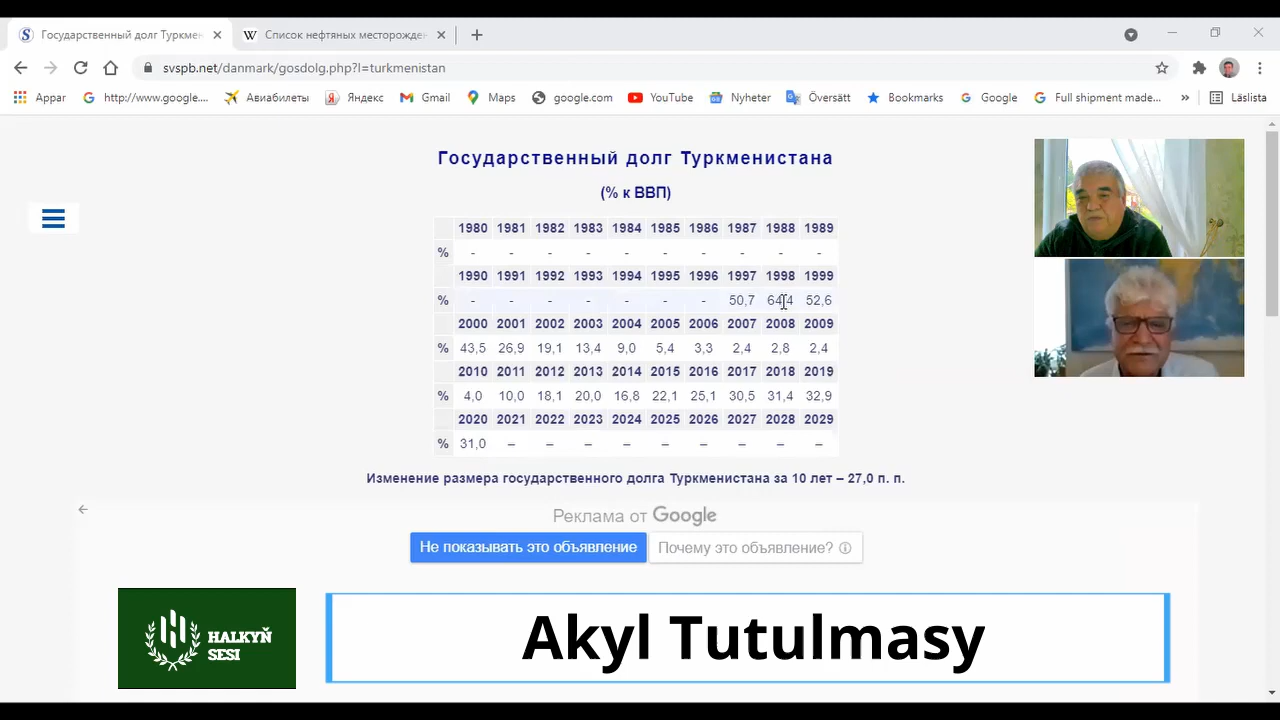 Государственный долг Туркмен
Список нефтяных месторожден
svspb.net/danmark/gosdolg.php?l=turkmenistan
Appar http://www.google.... Авиабилеты Яндекс Gmail Maps google.com YouTube Nyheter Översätt Bookmarks Google Full shipment made... » Läslista
Государственный долг Туркменистана
(% к ВВП)
1980 1981 1982 1983 1984 1985 1986 1987 1988 1989
% - - - - - - - - - -
1990 1991 1992 1993 1994 1995 1996 1997 1998 1999
% - - - - - - - 50,7 64,4 52,6
2000 2001 2002 2003 2004 2005 2006 2007 2008 2009
% 43,5 26,9 19,1 13,4 9,0 5,4 3,3 2,4 2,8 2,4
2010 2011 2012 2013 2014 2015 2016 2017 2018 2019
% 4,0 10,0 18,1 20,0 16,8 22,1 25,1 30,5 31,4 32,9
2020 2021 2022 2023 2024 2025 2026 2027 2028 2029
% 31,0 – – – – – – – – –
Изменение размера государственного долга Туркменистана за 10 лет – 27,0 п. п.
Реклама от Google
Не показывать это объявление Почему это объявление?
HALKYŇ
SESI
Akyl Tutulmasy